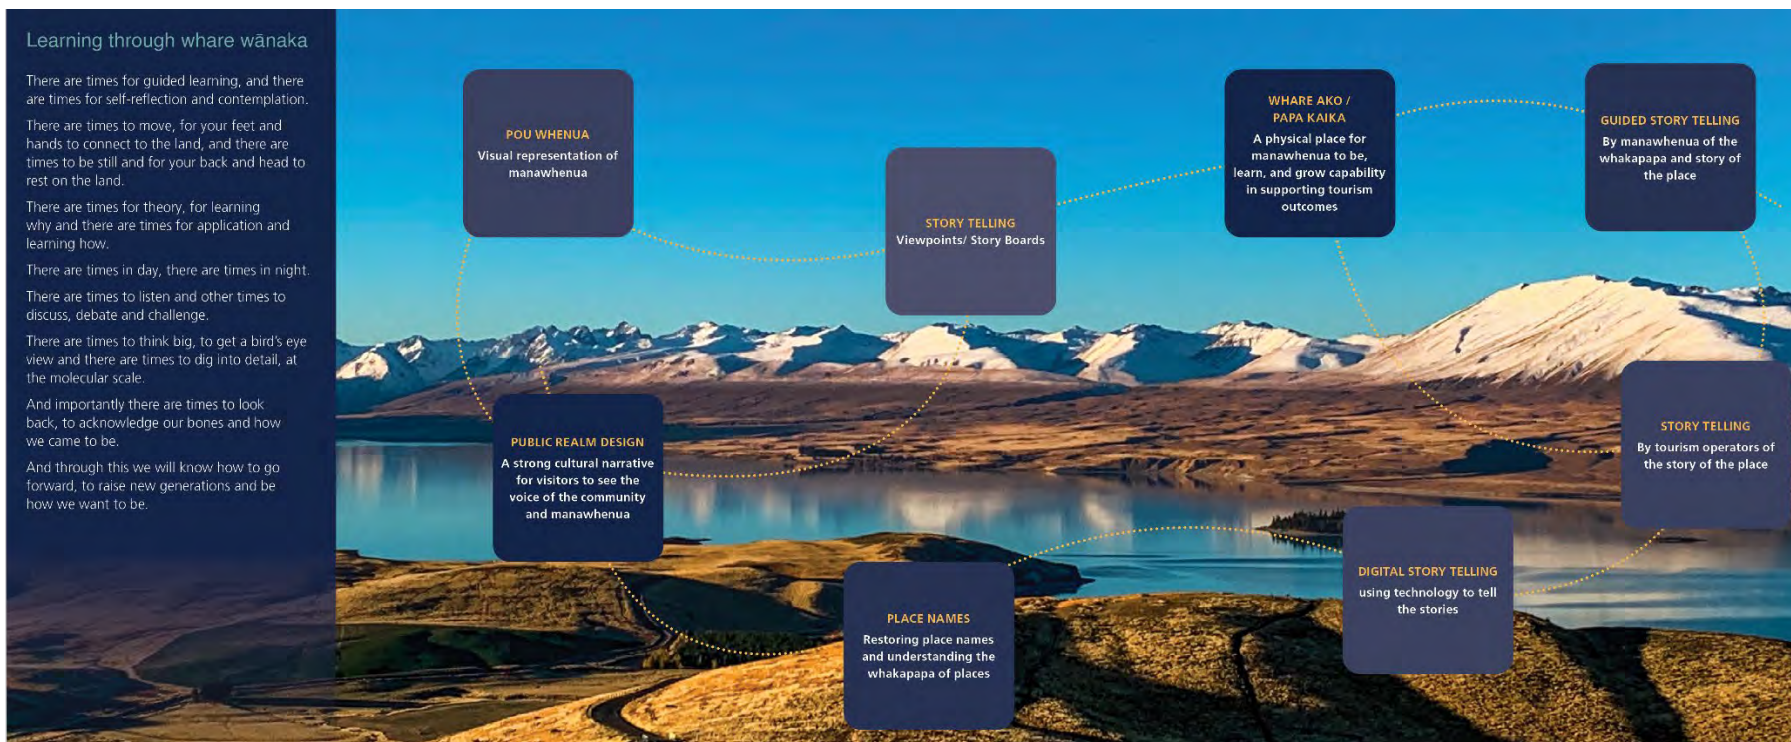 Learning through whare wānaka
There are times for guided learning, and there
are times for self-reflection and contemplation.
There are times to move, for your feet and
hands to connect to the land, and there are
times to be still and for your back and head to
rest on the land.
There are times for theory, for learning
why and there are times for application and
learning how.
There are times in day, there are times in night.
There are times to listen and other times to
discuss, debate and challenge.
There are times to think big, to get a bird's eye
view and there are times to dig into detail, at
the molecular scale.
And importantly there are times to look
back, to acknowledge our bones and how
we came to be.
And through this we will know how to go
forward, to raise new generations and be
how we want to be.
POU WHENUA
Visual representation of
manawhenua
STORY TELLING
Viewpoints/ Story Boards
WHARE AKO /
PAPA KAIKA
A physical place for
manawhenua to be,
learn, and grow capability
in supporting tourism
outcomes
GUIDED STORY TELLING
By manawhenua of the
whakapapa and story of
the place
PUBLIC REALM DESIGN
A strong cultural narrative
for visitors to see the
voice of the community
and manawhenua
STORY TELLING
By tourism operators of
the story of the place
PLACE NAMES
Restoring place names
and understanding the
whakapapa of places
DIGITAL STORY TELLING
using technology to tell
the stories